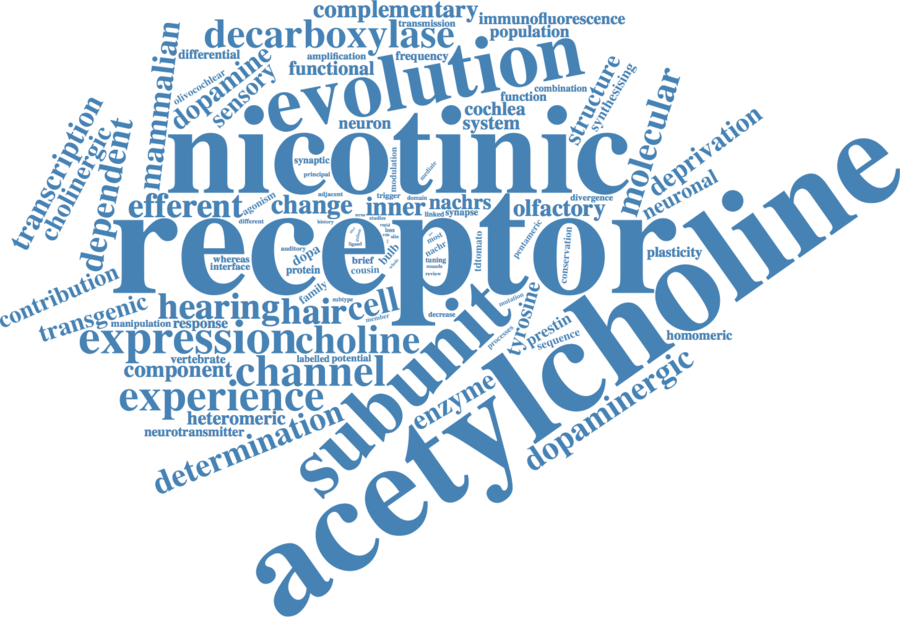 complementary
transmission
immunofluorescence
decarboxylase
population
differential
amplification
frequency
mammalian
dopamine
olivocochlear
sensory
functional
evolution
combination
function
structure
synthesising
molecular
cochlea
neuron
system
transcription
cholinergic
dependent
nicotinic
synaptic
principal
modulation
mediate
deprivation
neuronal
acetylcholine
efferent
agonism
different
change
adjacent
history
trigger
domain
inner
nachrs
linked
synapse
studies
olfactory
divergence
receptor
whereas
interface
auditory
dopa
protein
brief
cousin
ligand
bulb
most
nachr
tuning
sounds
review
tdtomato
pentameric
conservation
plasticity
contribution
transgenic
hearing
hair
cell
family
subtype
member
decrease
manipulation
response
expression
choline
subunit
mutation
processes
tyrosine
prestin
sequence
homomeric
vertebrate
labelled
potential
component
channel
experience
enzyme
dopaminergic
heteromeric
neurotransmitter
determination